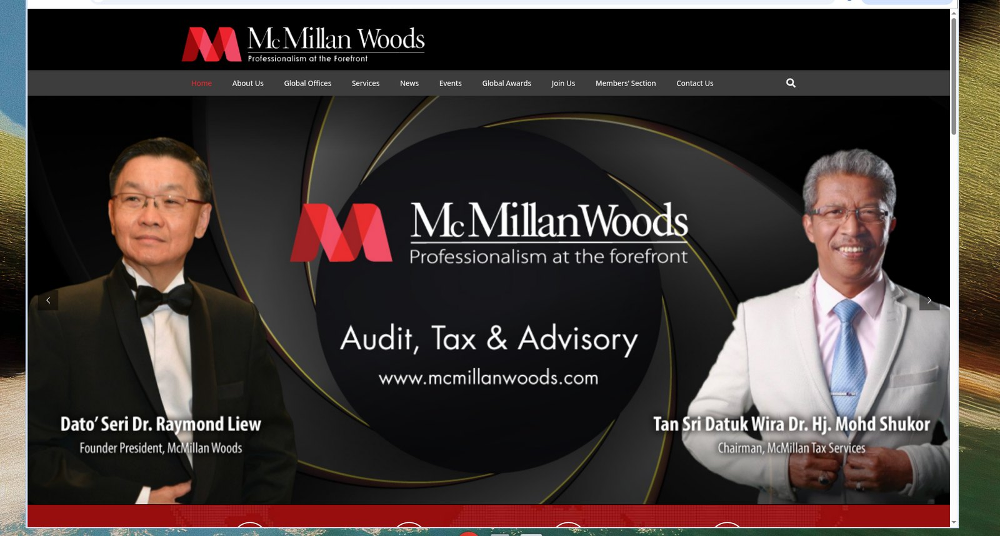 McMillan Woods
Professionalism at the Forefront
Home About Us Global Offices Services News Events Global Awards Join Us Members’ Section Contact Us
McMillanWoods
Professionalism at the forefront
Audit, Tax & Advisory
www.mcmillanwoods.com
Dato’ Seri Dr. Raymond Liew
Founder President, McMillan Woods
Tan Sri Datuk Wira Dr. Hj. Mohd Shukor
Chairman, McMillan Tax Services